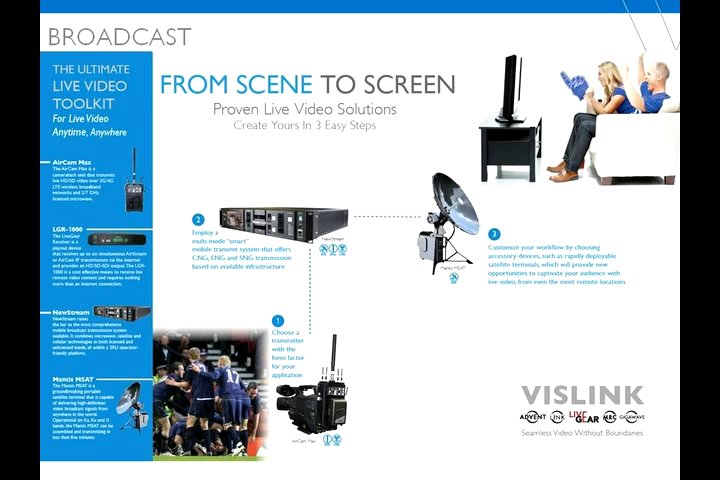 BROADCAST
THE ULTIMATE
LIVE VIDEO
TOOLKIT
For Live Video
Anytime, Anywhere
AirCam Max
The AirCam Max is a
cameraback unit that transmits
live HD/SD video over 3G/4G
LTE wireless broadband
networks and 2/7 GHz
licensed microwave.
LGR-1000
The LiveGear
Receiver is a
playout device
that receives up to six simultaneous AirStream
or AirCam IP transmissions via the internet
and provides an HD/SD-SDI output. The LGR-
1000 is a cost effective means to receive live
remote video content and requires nothing
more than an internet connection.
NewStream
NewStream raises
the bar as the most comprehensive
mobile broadcast transmission system
available. It combines microwave, satellite and
cellular technologies in both licensed and
unlicensed bands, all within a 2RU operator-
friendly platform.
Mantis MSAT
The Mantis MSAT is a
groundbreaking portable
satellite terminal that is capable
of delivering high-definition
video broadcast signals from
anywhere in the world.
Operational on Ka, Ku and X
bands, the Mantis MSAT can be
assembled and transmitting in
less than five minutes.
FROM SCENE TO SCREEN
Proven Live Video Solutions
Create Yours In 3 Easy Steps
2
Employ a
multi-mode "smart"
mobile transmit system that offers
CNG, ENG and SNG transmission
based on available infrastructure
NewStream
Mantis MSAT
3
Customize your workflow by choosing
accessory devices, such as rapidly deployable
satellite terminals, which will provide new
opportunities to captivate your audience with
live video, from even the most remote locations
1
Choose a
transmitter
with the
form factor
for your
application
AirCam Max
17
VISLINK
ADVENT LINK LIVE GEAR MRC GIGAWAVE
Seamless Video Without Boundaries